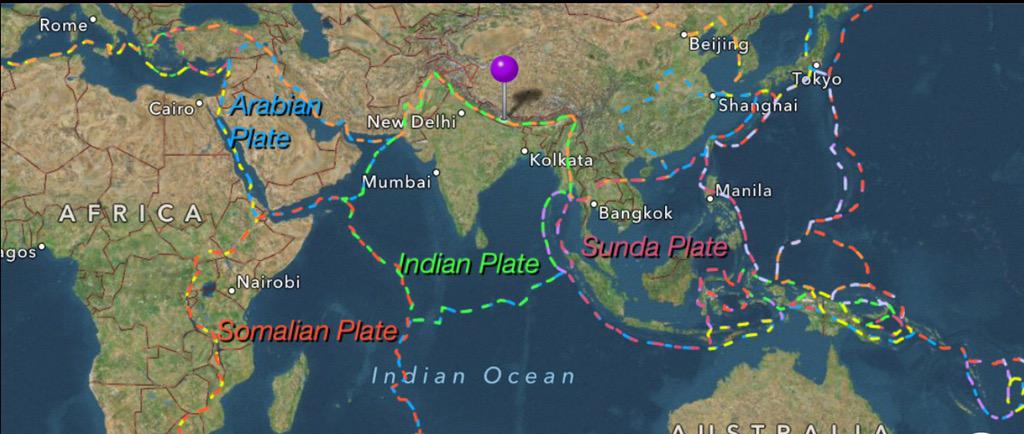 Rome
Beijing
Tokyo
Cairo
Arabian
Plate
Shanghai
New Delhi
Kolkata
Mumbai
Manila
AFRICA
Bangkok
agos
Sunda Plate
Indian Plate
Nairobi
Somalian Plate
Indian Ocean
AUSTRALIA